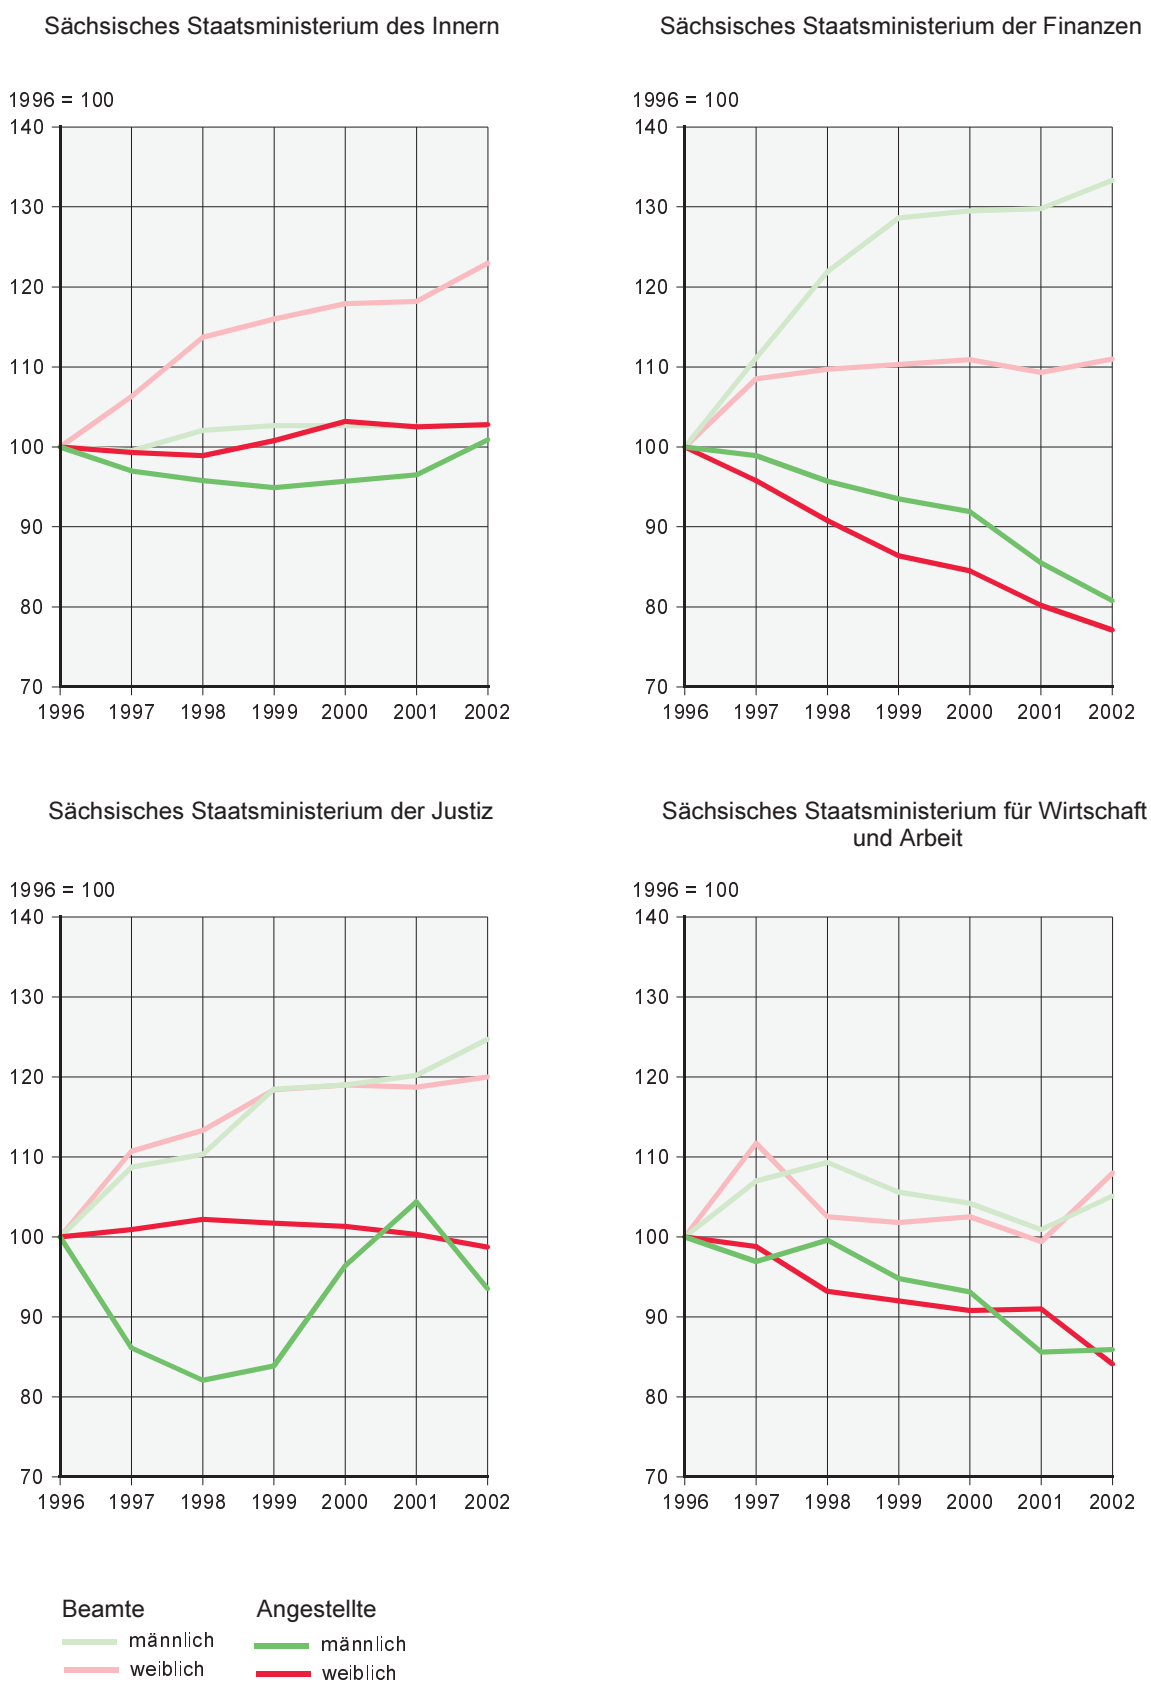 Sächsisches Staatsministerium des Innern
1996 = 100
140
130
120
110
100
90
80
70
1996 1997 1998 1999 2000 2001 2002
Sächsisches Staatsministerium der Finanzen
1996 = 100
140
130
120
110
100
90
80
70
1996 1997 1998 1999 2000 2001 2002
Sächsisches Staatsministerium der Justiz
1996 = 100
140
130
120
110
100
90
80
70
1996 1997 1998 1999 2000 2001 2002
Sächsisches Staatsministerium für Wirtschaft
und Arbeit
1996 = 100
140
130
120
110
100
90
80
70
1996 1997 1998 1999 2000 2001 2002
Beamte
männlich
weiblich
Angestellte
männlich
weiblich